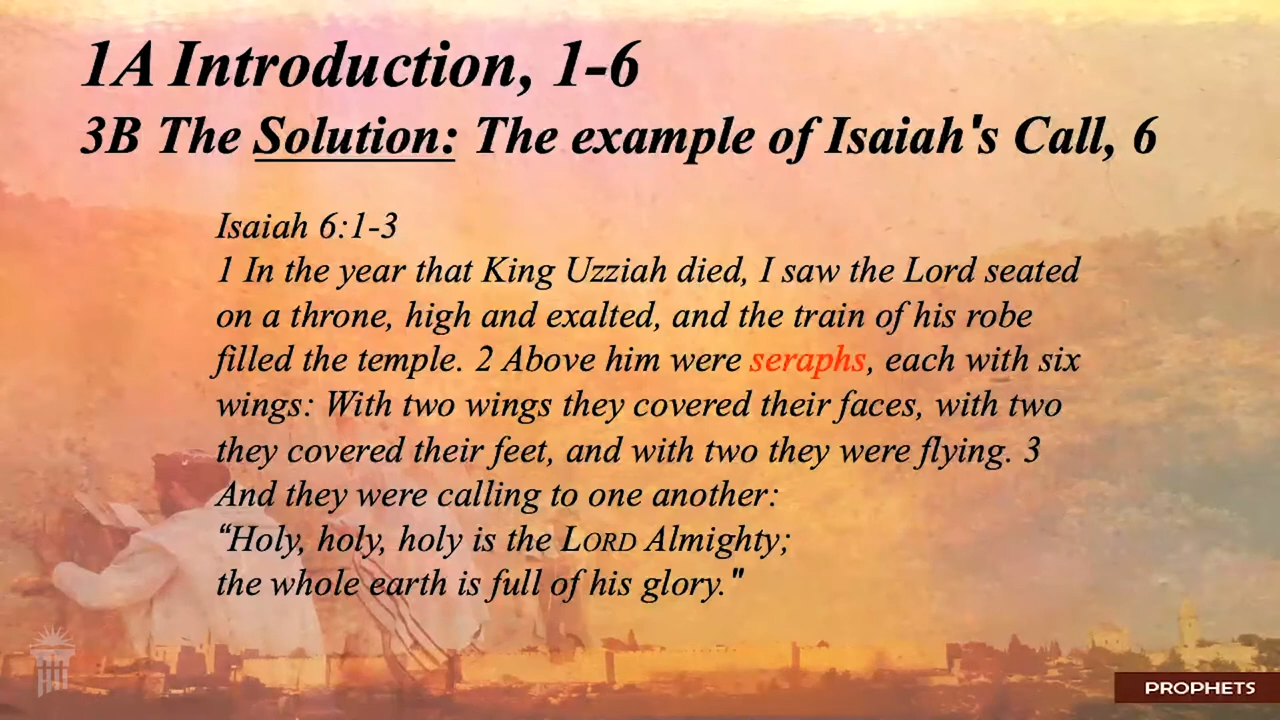 1A Introduction, 1-6
3B The Solution: The example of Isaiah's Call, 6
Isaiah 6:1-3
1 In the year that King Uzziah died, I saw the Lord seated
on a throne, high and exalted, and the train of his robe
filled the temple. 2 Above him were seraphs, each with six
wings: With two wings they covered their faces, with two
they covered their feet, and with two they were flying. 3
And they were calling to one another:
“Holy, holy, holy is the LORD Almighty;
the whole earth is full of his glory."
PROPHETS